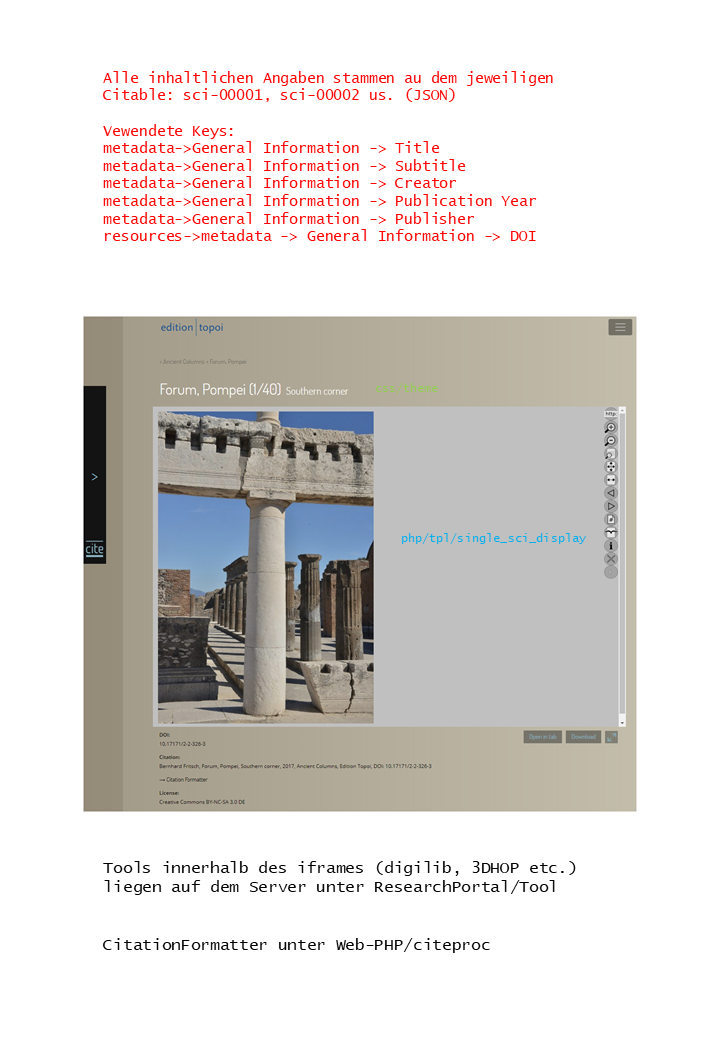 Alle inhaltlichen Angaben stammen au dem jeweiligen
Citable: sci-00001, sci-00002 us. (JSON)
Vewendete Keys:
metadata->General Information -> Title
metadata->General Information -> Subtitle
metadata->General Information -> Creator
metadata->General Information -> Publication Year
metadata->General Information -> Publisher
resources->metadata -> General Information -> DOI
edition topoi
› Ancient Columns › Forum, Pompei
Forum, Pompei (1/40) Southern corner
http:
>
cite
php/tpl/single_sci_display
DOI:
10.17171/2-2-326-3
Open in tab Download
Citation:
Bernhard Fritsch, Forum, Pompei, Southern corner, 2017, Ancient Columns, Edition Topoi, DOI: 10.17171/2-2-326-3
→ Citation Formatter
License:
Creative Commons BY-NC-SA 3.0 DE
Tools innerhalb des iframes (digilib, 3DHOP etc.)
liegen auf dem Server unter ResearchPortal/Tool
CitationFormatter unter Web-PHP/citeproc